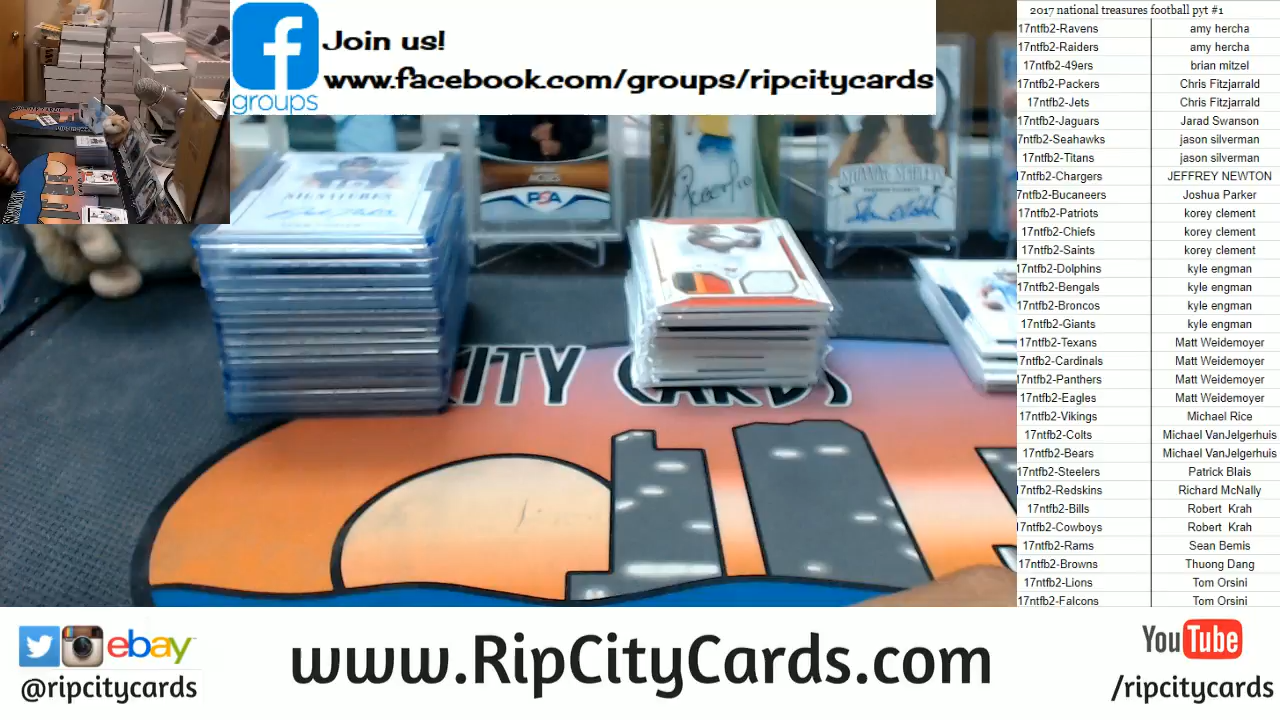 Join us!
www.facebook.com/groups/ripcitycards
groups
2017 national treasures football pyt #1
17ntfb2-Ravens amy hercha
17ntfb2-Raiders amy hercha
17ntfb2-49ers brian mitzel
17ntfb2-Packers Chris Fitzjarrald
17ntfb2-Jets Chris Fitzjarrald
17ntfb2-Jaguars Jarad Swanson
7ntfb2-Seahawks jason silverman
17ntfb2-Titans jason silverman
17ntfb2-Chargers JEFFREY NEWTON
7ntfb2-Bucaneers Joshua Parker
17ntfb2-Patriots korey clement
17ntfb2-Chiefs korey clement
17ntfb2-Saints korey clement
17ntfb2-Dolphins kyle engman
17ntfb2-Bengals kyle engman
17ntfb2-Broncos kyle engman
17ntfb2-Giants kyle engman
17ntfb2-Texans Matt Weidemoyer
7ntfb2-Cardinals Matt Weidemoyer
17ntfb2-Panthers Matt Weidemoyer
17ntfb2-Eagles Matt Weidemoyer
17ntfb2-Vikings Michael Rice
17ntfb2-Colts Michael VanJelgerhuis
17ntfb2-Bears Michael VanJelgerhuis
17ntfb2-Steelers Patrick Blais
17ntfb2-Redskins Richard McNally
17ntfb2-Bills Robert Krah
17ntfb2-Cowboys Robert Krah
17ntfb2-Rams Sean Bemis
17ntfb2-Browns Thuong Dang
17ntfb2-Lions Tom Orsini
17ntfb2-Falcons Tom Orsini
SIGNATURES
PSA
CITY CARDS
ebay
@ripcitycards
www.RipCityCards.com
YouTube
/ripcitycards